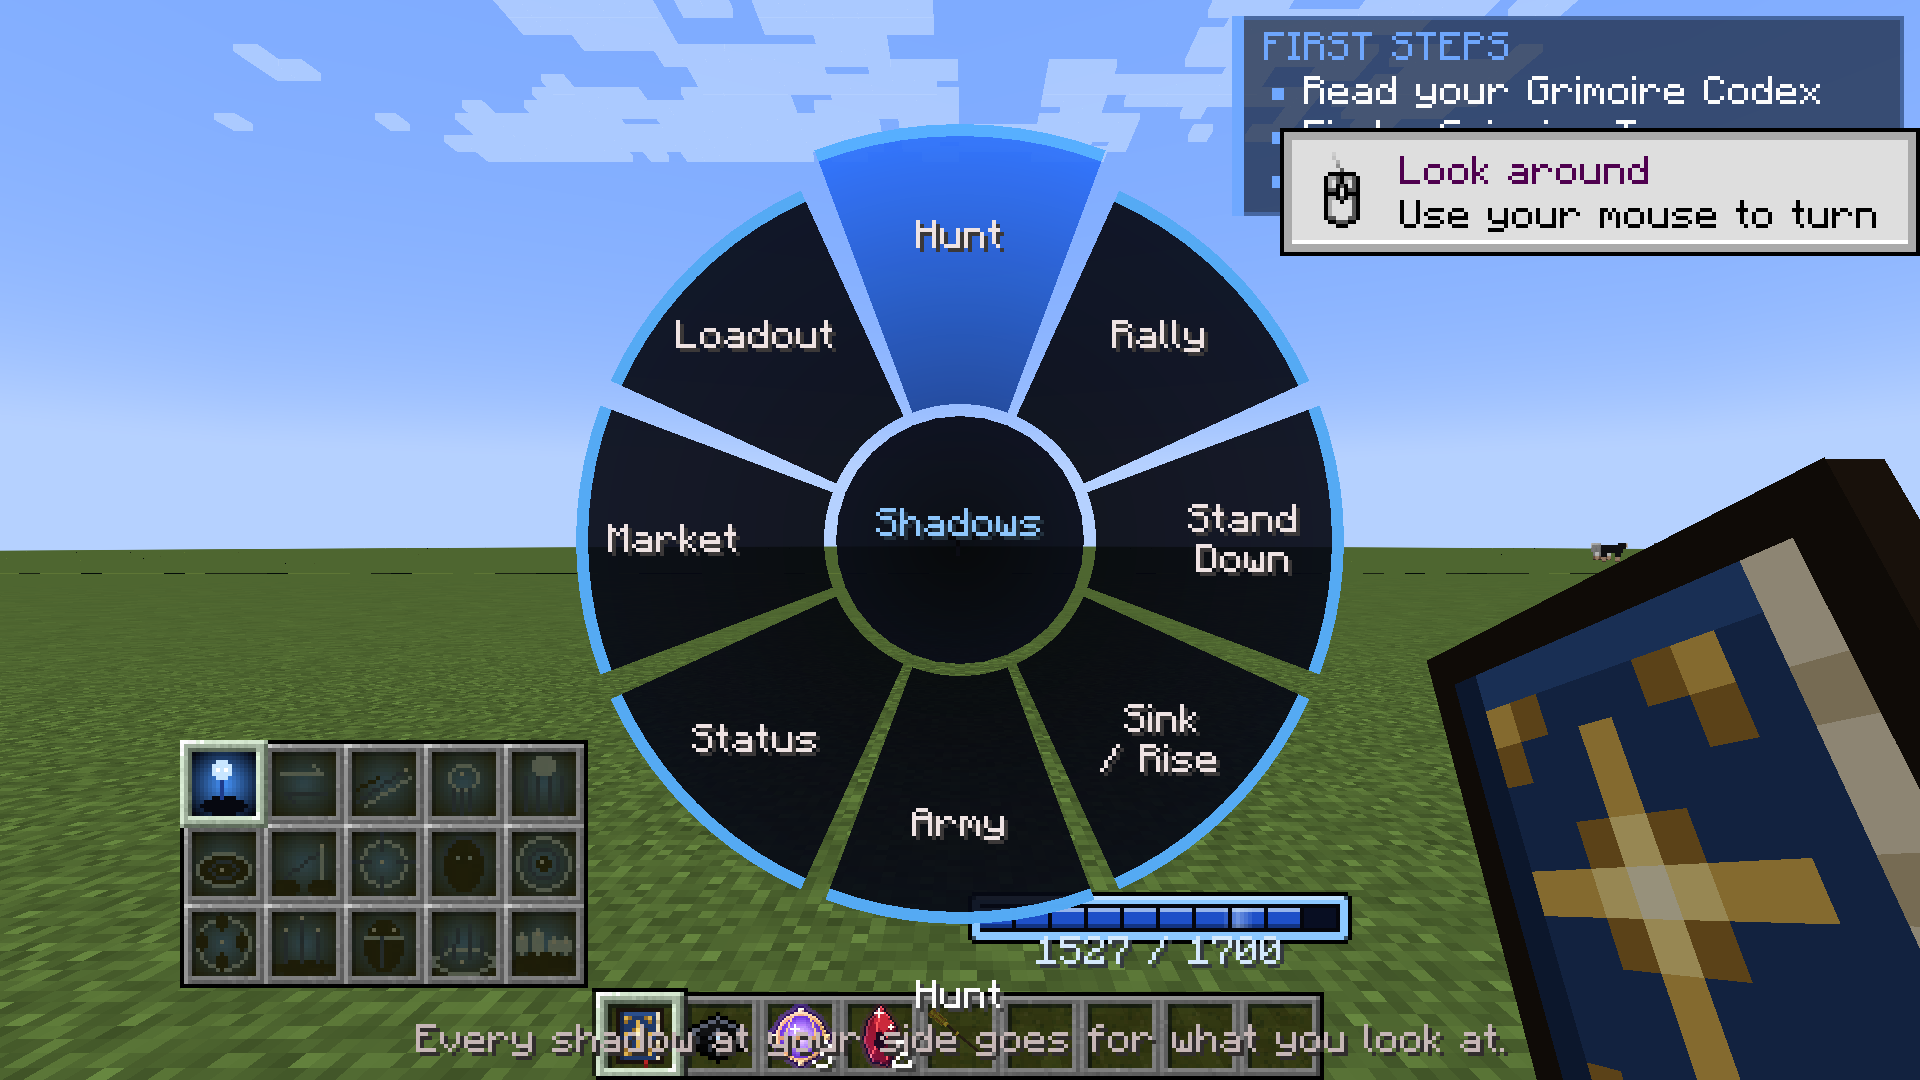 FIRST STEPS
Read your Grimoire Codex
Look around
Use your mouse to turn
Hunt
Loadout
Rally
Market
Shadows
Stand
Down
Status
Sink
/ Rise
Army
1527 / 1700
Hunt
Every shadow at your side goes for what you look at.